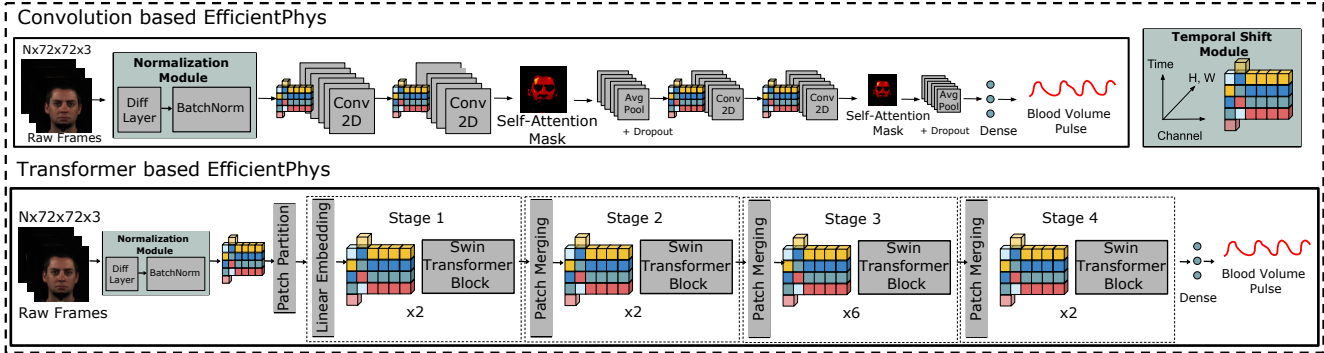 Convolution based EfficientPhys
Nx72x72x3
Raw Frames
Normalization
Module
Diff
Layer
BatchNorm
Conv
2D
Conv
2D
Self-Attention
Mask
Avg
Pool
+ Dropout
Conv
2D
Conv
2D
Self-Attention
Mask
Avg
Pool
+ Dropout
Dense
Blood Volume
Pulse
Temporal Shift
Module
Time
H, W
Channel
Transformer based EfficientPhys
Nx72x72x3
Raw Frames
Normalization
Module
Diff
Layer
BatchNorm
Patch Partition
Linear Embedding
Stage 1
Swin
Transformer
Block
x2
Patch Merging
Stage 2
Swin
Transformer
Block
x2
Patch Merging
Stage 3
Swin
Transformer
Block
x6
Patch Merging
Stage 4
Swin
Transformer
Block
x2
Dense
Blood Volume
Pulse